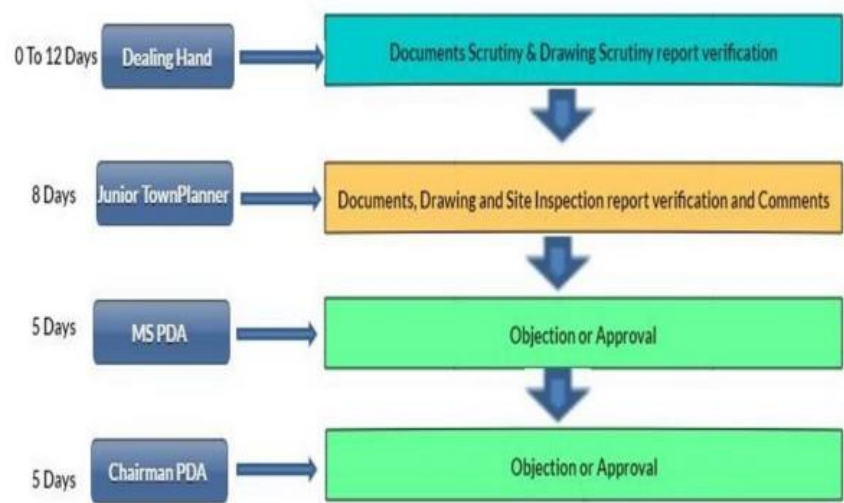 0 To 12 Days
Dealing Hand
Documents Scrutiny & Drawing Scrutiny report verification
8 Days
Junior TownPlanner
Documents, Drawing and Site Inspection report verification and Comments
5 Days
MS PDA
Objection or Approval
5 Days
Chairman PDA
Objection or Approval